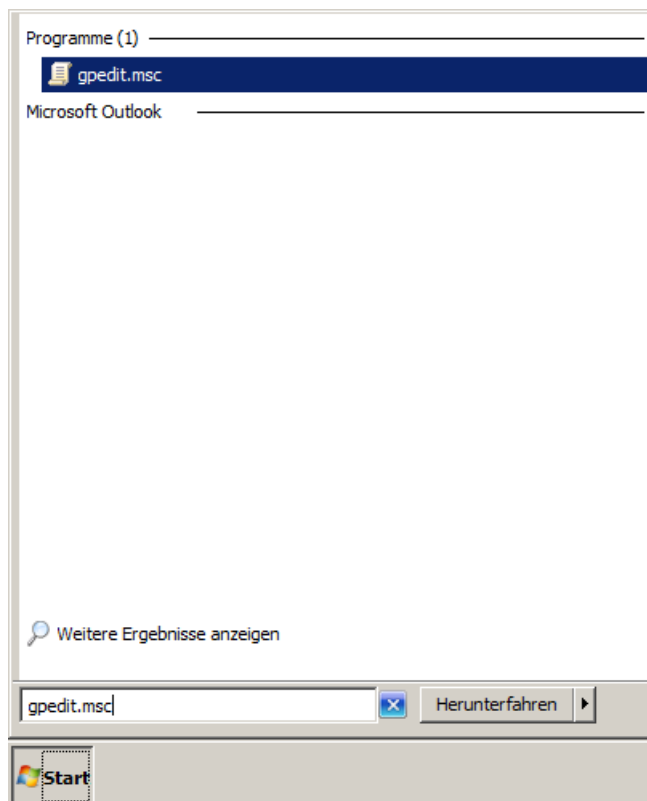 Programme (1)
gpedit.msc
Microsoft Outlook
Weitere Ergebnisse anzeigen
gpedit.msc
Herunterfahren
Start